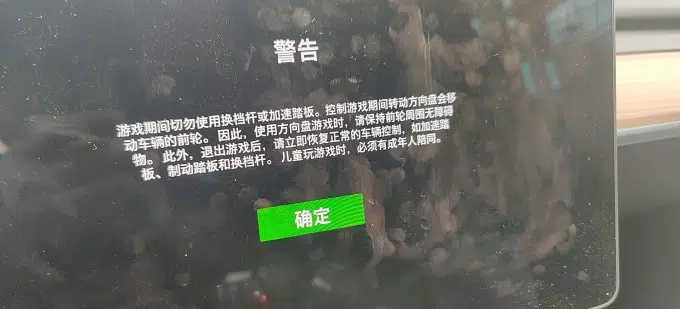 警告
游戏期间切勿使用换档杆或加速踏板。控制游戏期间转动方向盘会移
动车辆的前轮。因此，使用方向盘游戏时，请保持前轮周围无障碍
物。此外，退出游戏后，请立即恢复正常的车辆控制，如加速踏
板、制动踏板和换档杆。儿童玩游戏时，必须有成年人陪同。
确定